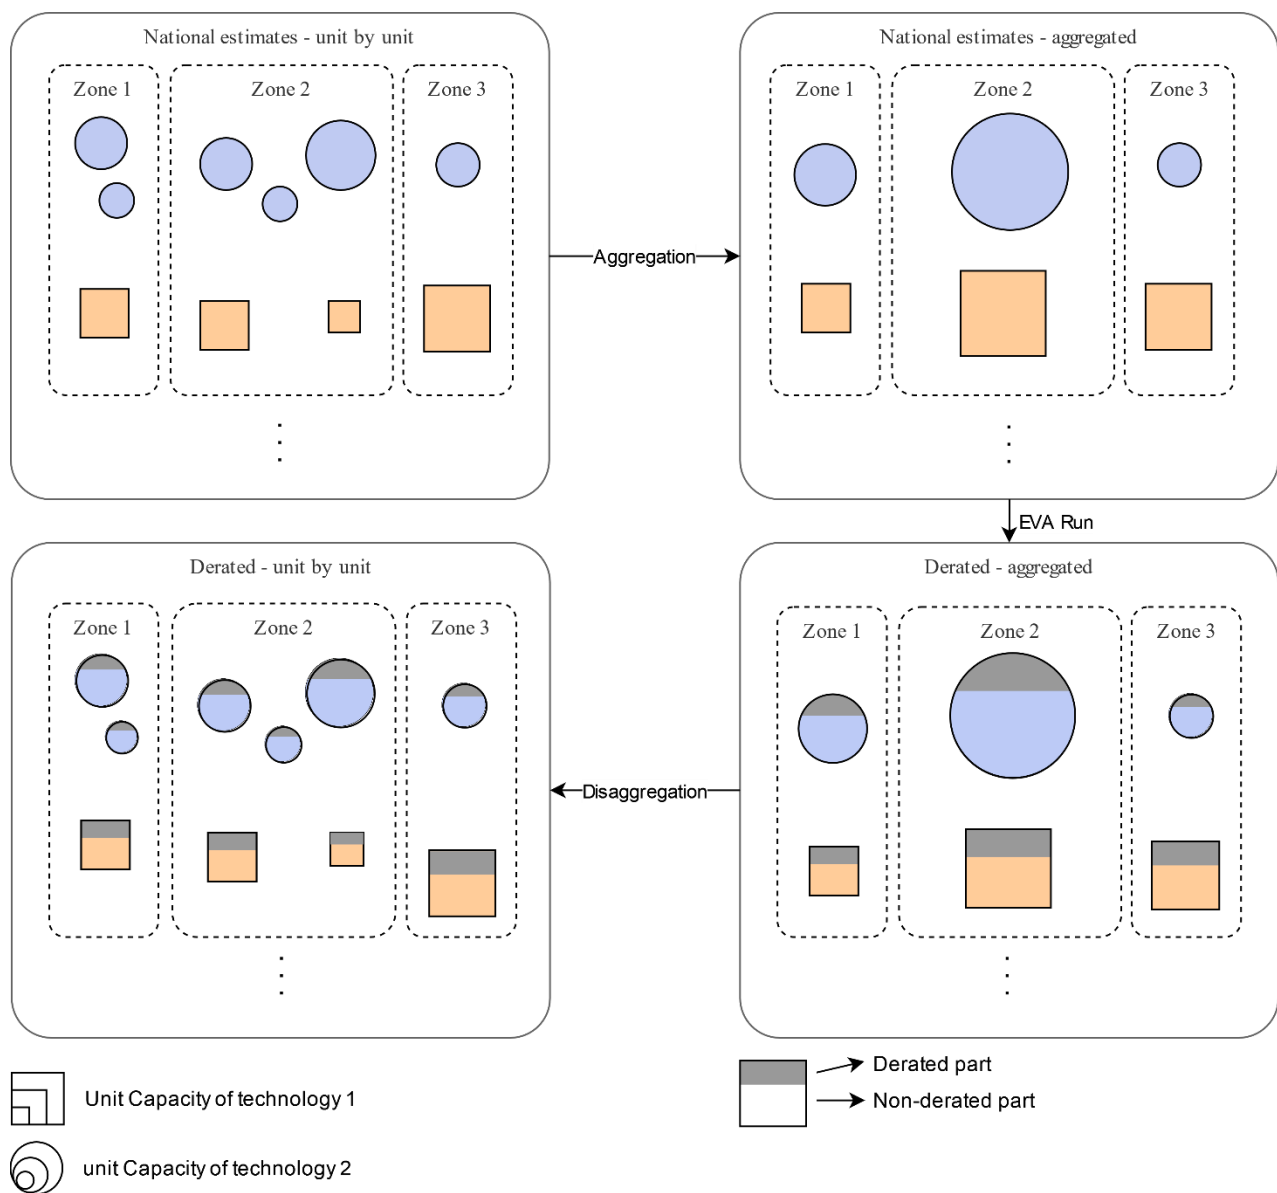 National estimates - unit by unit
Zone 1
Zone 2
Zone 3
National estimates - aggregated
Zone 1
Zone 2
Zone 3
Aggregation
EVA Run
Derated - unit by unit
Zone 1
Zone 2
Zone 3
Derated - aggregated
Zone 1
Zone 2
Zone 3
Disaggregation
Unit Capacity of technology 1
unit Capacity of technology 2
Derated part
Non-derated part